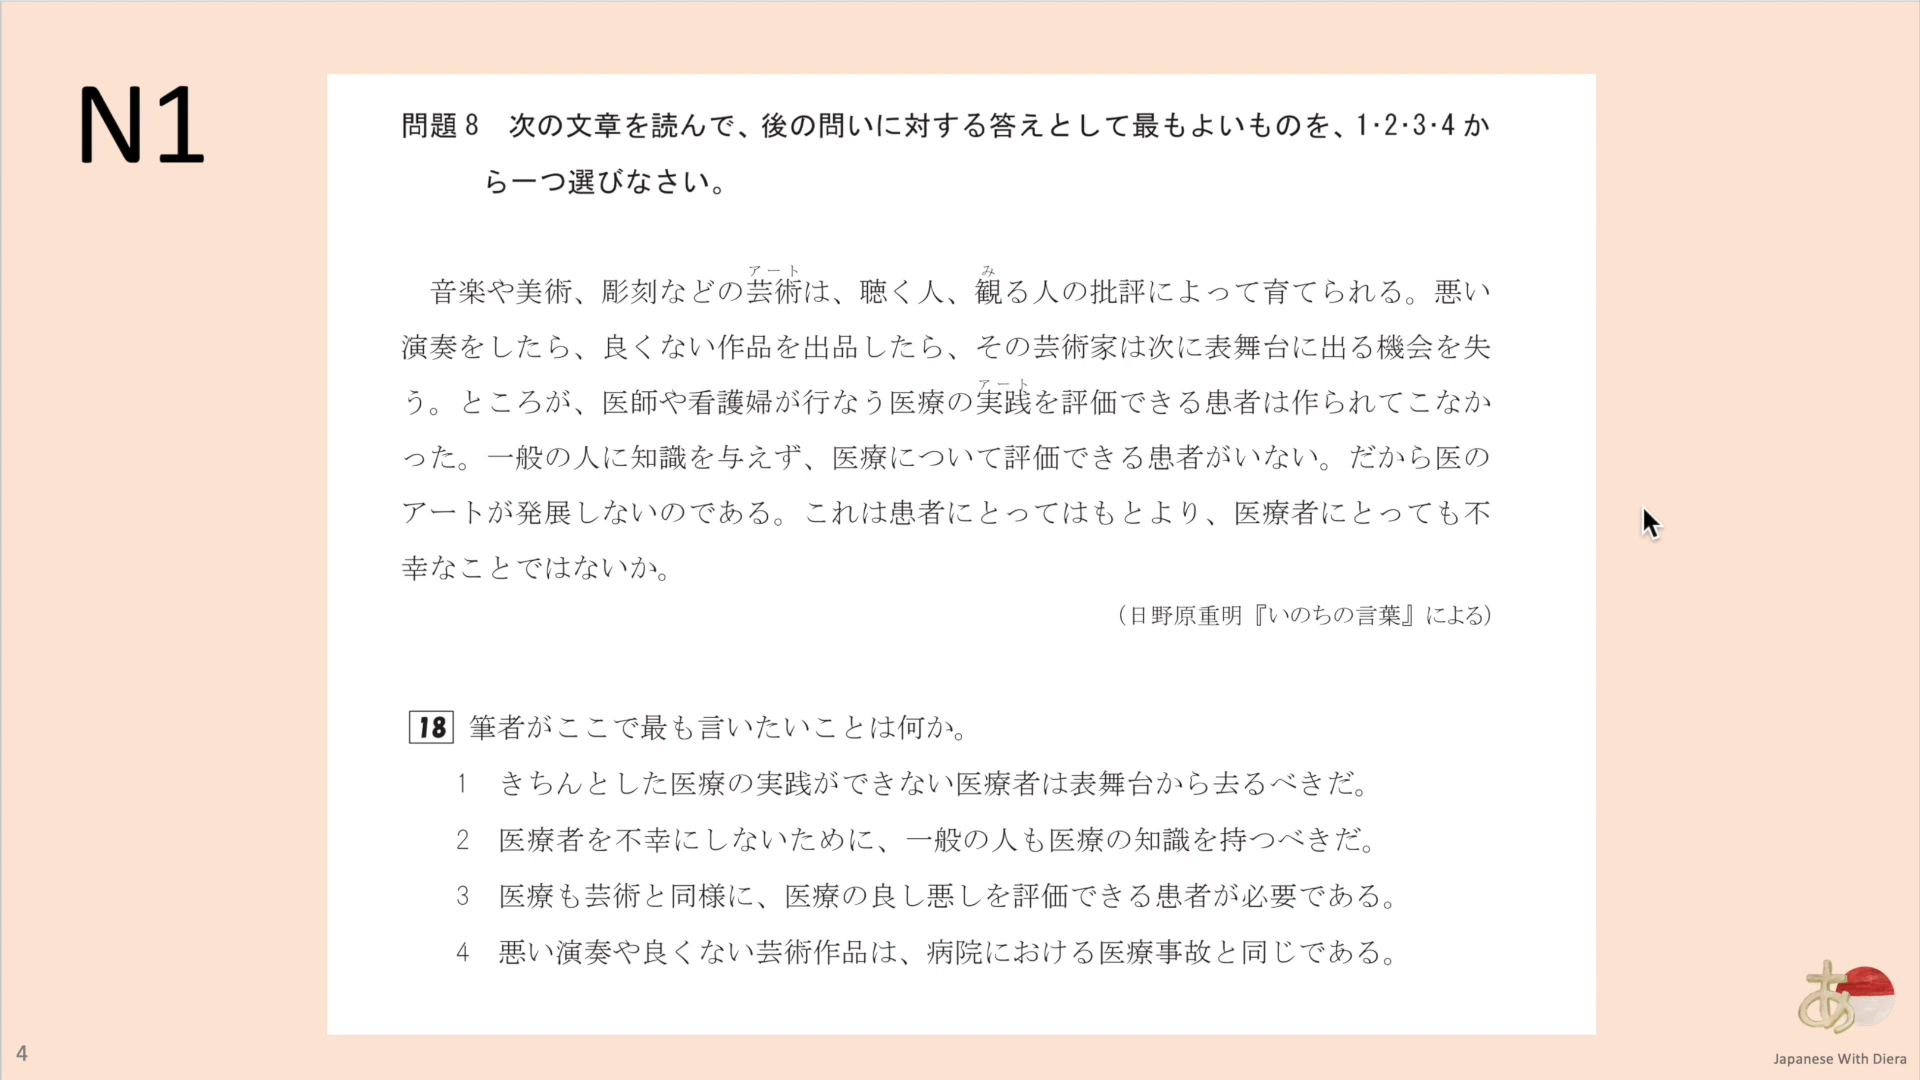 N1
問題8　次の文章を読んで、後の問いに対する答えとして最もよいものを、1・2・3・4か
ら一つ選びなさい。
アート　み
音楽や美術、彫刻などの芸術は、聴く人、観る人の批評によって育てられる。悪い
演奏をしたら、良くない作品を出品したら、その芸術家は次に表舞台に出る機会を失
アート
う。ところが、医師や看護婦が行なう医療の実践を評価できる患者は作られてこなか
った。一般の人に知識を与えず、医療について評価できる患者がいない。だから医の
アートが発展しないのである。これは患者にとってはもとより、医療者にとっても不
幸なことではないか。
（日野原重明『いのちの言葉』による）
18 筆者がここで最も言いたいことは何か。
1　きちんとした医療の実践ができない医療者は表舞台から去るべきだ。
2　医療者を不幸にしないために、一般の人も医療の知識を持つべきだ。
3　医療も芸術と同様に、医療の良し悪しを評価できる患者が必要である。
4　悪い演奏や良くない芸術作品は、病院における医療事故と同じである。
あ
4
Japanese With Diera